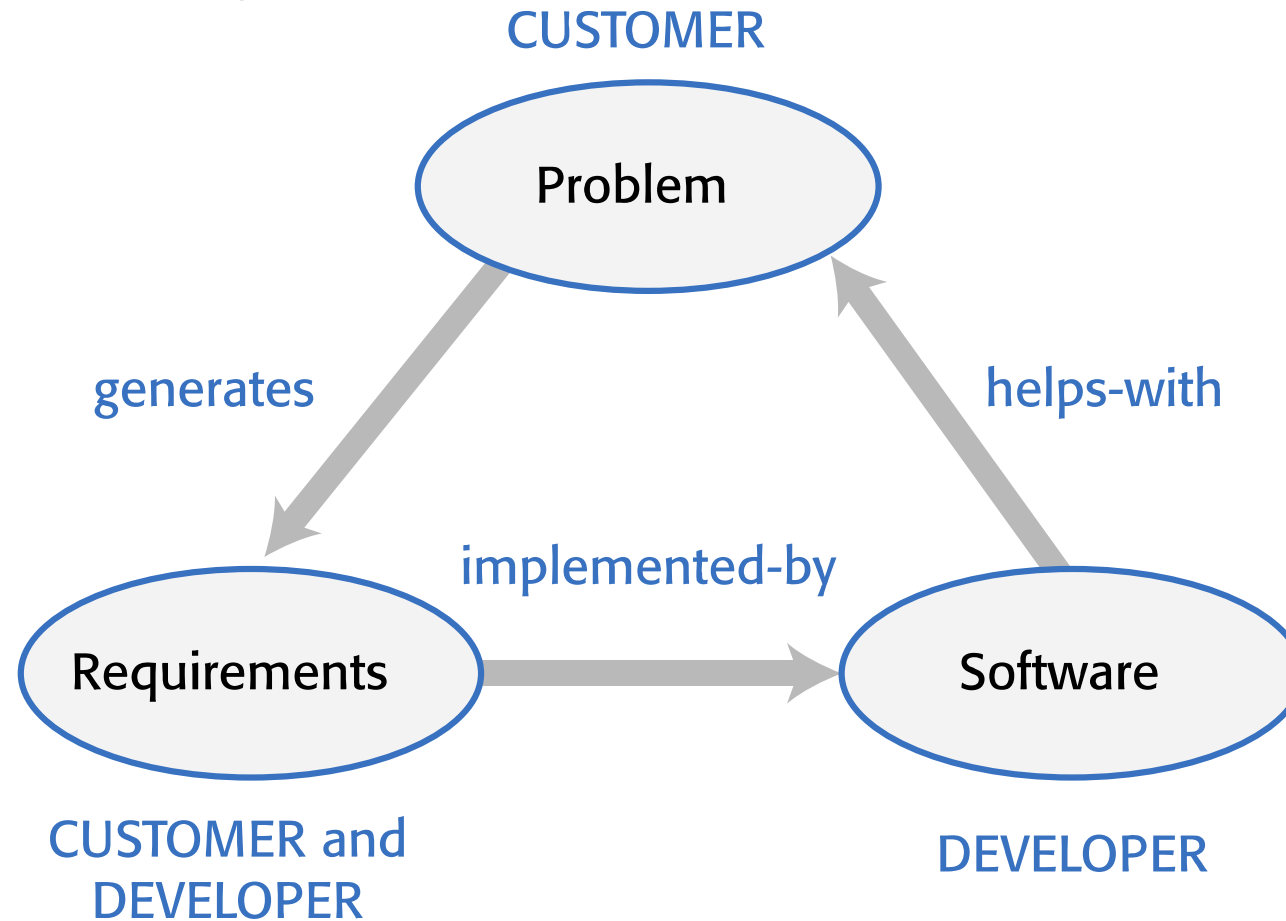 CUSTOMER
Problem
generates
helps-with
implemented-by
Requirements
Software
CUSTOMER and
DEVELOPER
DEVELOPER